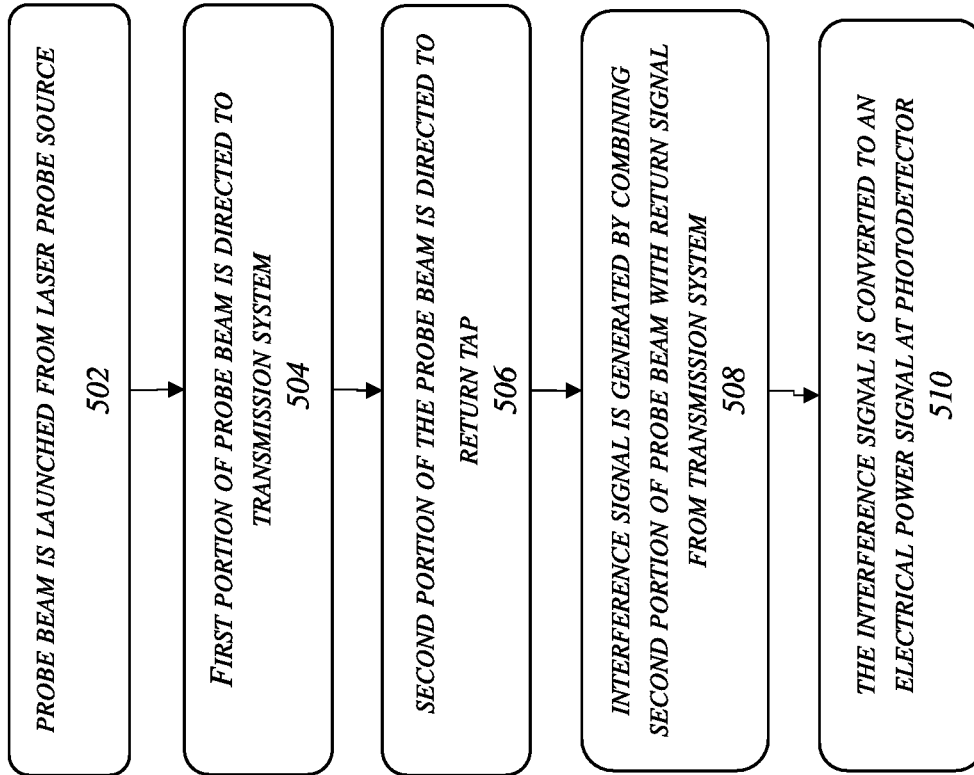 PROBE BEAM IS LAUNCHED FROM LASER PROBE SOURCE
502
FIRST PORTION OF PROBE BEAM IS DIRECTED TO
TRANSMISSION SYSTEM
504
SECOND PORTION OF THE PROBE BEAM IS DIRECTED TO
RETURN TAP
506
INTERFERENCE SIGNAL IS GENERATED BY COMBINING
SECOND PORTION OF PROBE BEAM WITH RETURN SIGNAL
FROM TRANSMISSION SYSTEM
508
THE INTERFERENCE SIGNAL IS CONVERTED TO AN
ELECTRICAL POWER SIGNAL AT PHOTODETECTOR
510